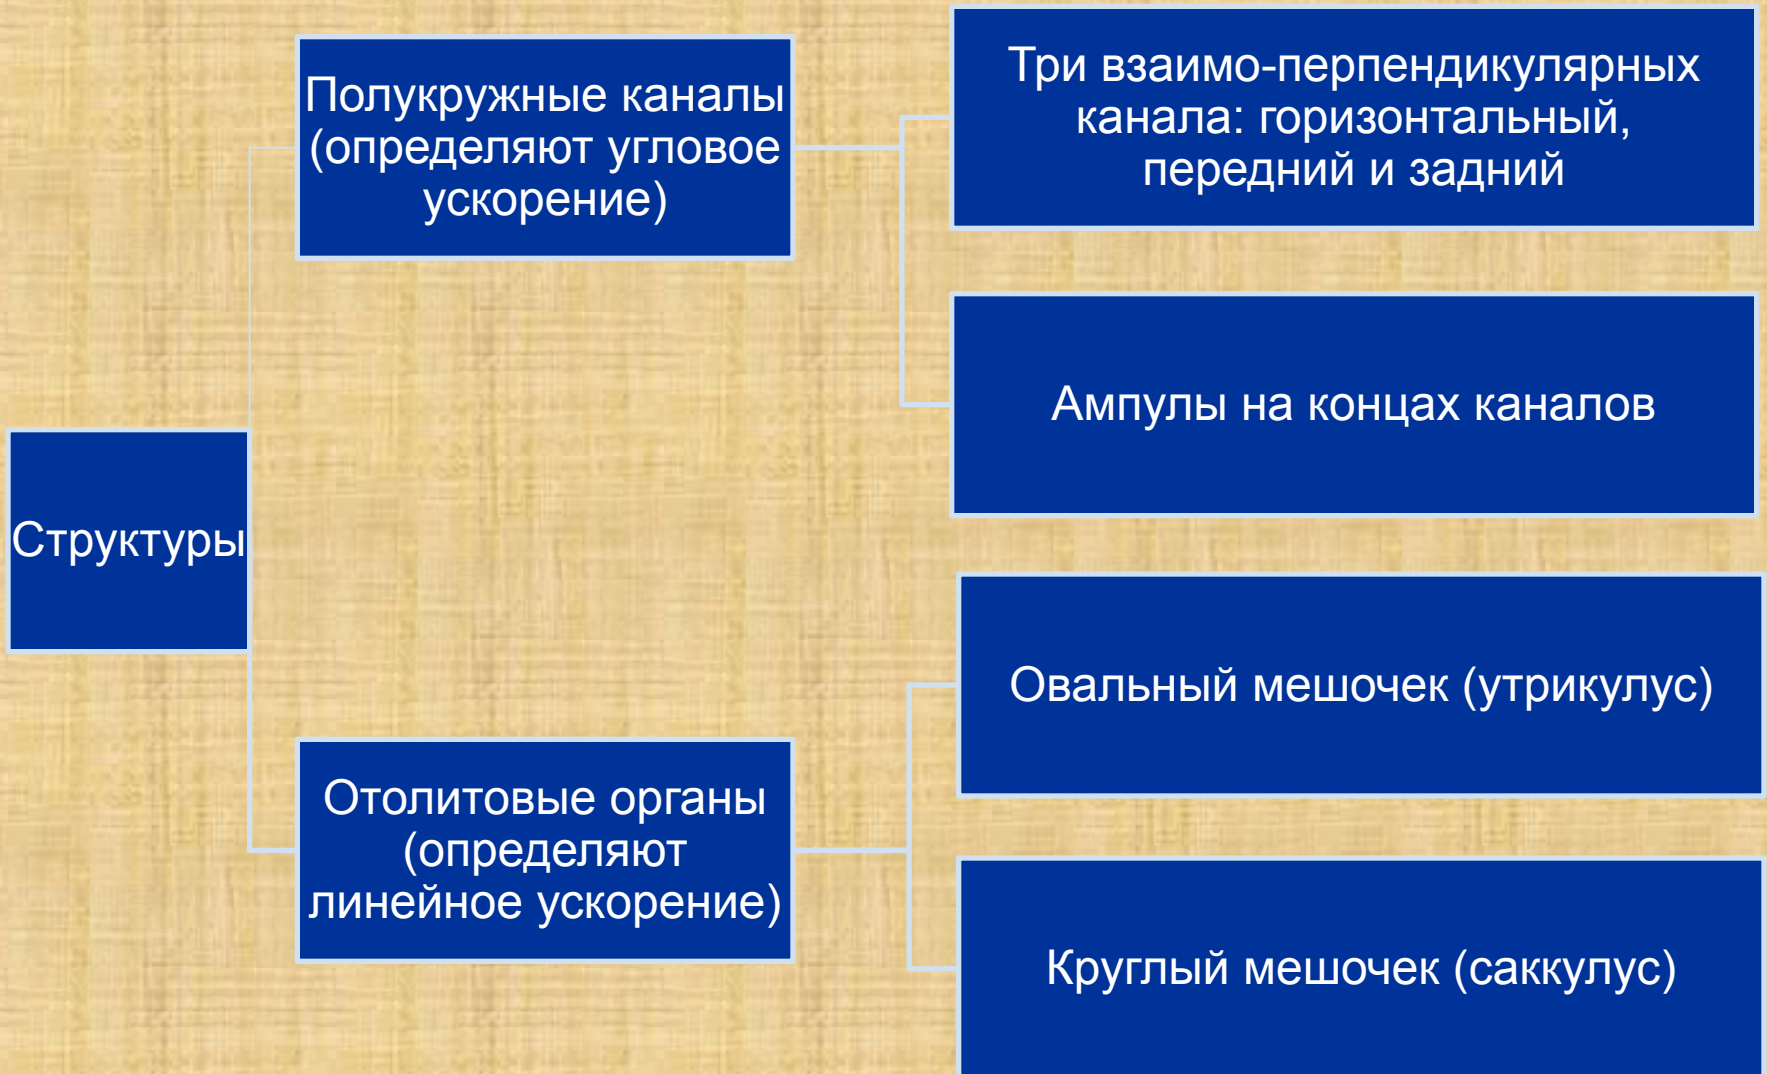 Структуры
Полукружные каналы
(определяют угловое
ускорение)
Три взаимо-перпендикулярных
канала: горизонтальный,
передний и задний
Ампулы на концах каналов
Отолитовые органы
(определяют
линейное ускорение)
Овальный мешочек (утрикулус)
Круглый мешочек (саккулус)